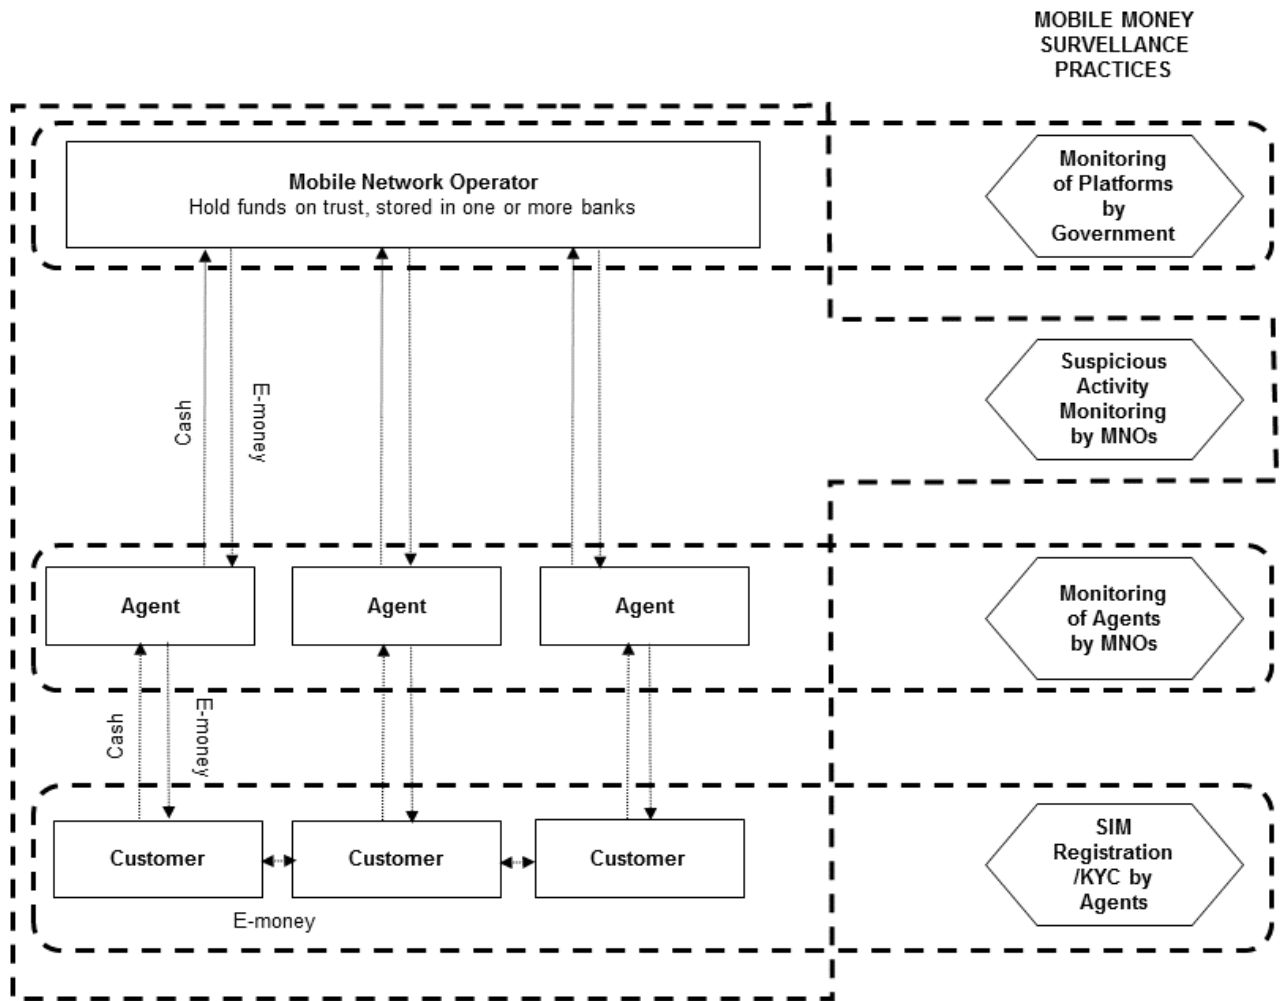 MOBILE MONEY
SURVELLANCE
PRACTICES
Mobile Network Operator
Hold funds on trust, stored in one or more banks
Monitoring
of Platforms
by
Government
Cash
E-money
Suspicious
Activity
Monitoring
by MNOs
Agent
Agent
Agent
Monitoring
of Agents
by MNOs
Cash
E-money
Customer
Customer
Customer
E-money
SIM
Registration
/KYC by
Agents